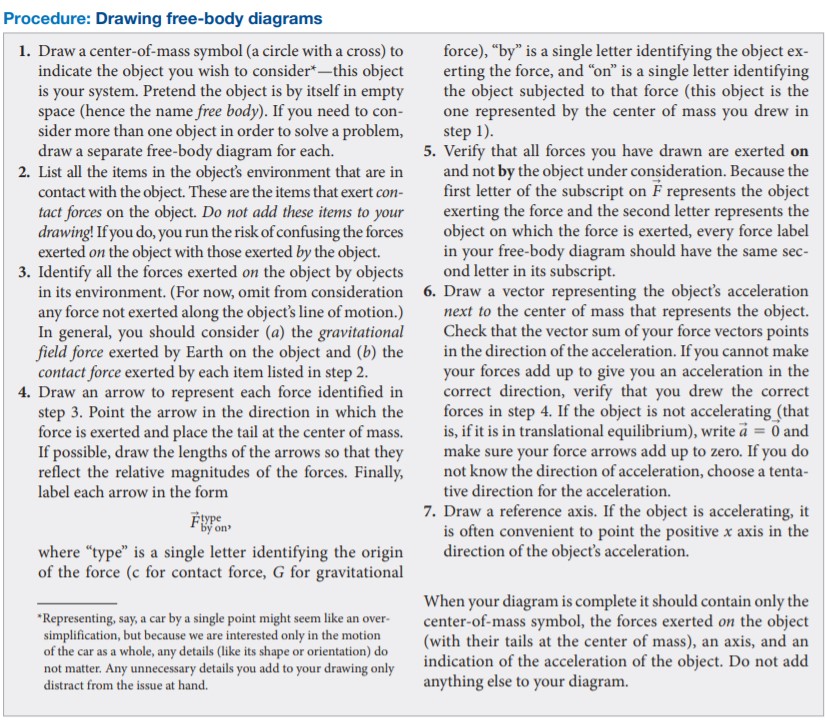 Procedure: Drawing free-body diagrams
1. Draw a center-of-mass symbol (a circle with a cross) to
indicate the object you wish to consider*—this object
is your system. Pretend the object is by itself in empty
space (hence the name free body). If you need to con-
sider more than one object in order to solve a problem,
draw a separate free-body diagram for each.
2. List all the items in the object's environment that are in
contact with the object. These are the items that exert con-
tact forces on the object. Do not add these items to your
drawing! If you do, you run the risk of confusing the forces
exerted on the object with those exerted by the object.
3. Identify all the forces exerted on the object by objects
in its environment. (For now, omit from consideration
any force not exerted along the object's line of motion.)
In general, you should consider (a) the gravitational
field force exerted by Earth on the object and (b) the
contact force exerted by each item listed in step 2.
4. Draw an arrow to represent each force identified in
step 3. Point the arrow in the direction in which the
force is exerted and place the tail at the center of mass.
If possible, draw the lengths of the arrows so that they
reflect the relative magnitudes of the forces. Finally,
label each arrow in the form
F⃗ type by on,
where "type" is a single letter identifying the origin
of the force (c for contact force, G for gravitational
*Representing, say, a car by a single point might seem like an over-
simplification, but because we are interested only in the motion
of the car as a whole, any details (like its shape or orientation) do
not matter. Any unnecessary details you add to your drawing only
distract from the issue at hand.
force), "by" is a single letter identifying the object ex-
erting the force, and "on" is a single letter identifying
the object subjected to that force (this object is the
one represented by the center of mass you drew in
step 1).
5. Verify that all forces you have drawn are exerted on
and not by the object under consideration. Because the
first letter of the subscript on F⃗ represents the object
exerting the force and the second letter represents the
object on which the force is exerted, every force label
in your free-body diagram should have the same sec-
ond letter in its subscript.
6. Draw a vector representing the object's acceleration
next to the center of mass that represents the object.
Check that the vector sum of your force vectors points
in the direction of the acceleration. If you cannot make
your forces add up to give you an acceleration in the
correct direction, verify that you drew the correct
forces in step 4. If the object is not accelerating (that
is, if it is in translational equilibrium), write a⃗ = 0⃗ and
make sure your force arrows add up to zero. If you do
not know the direction of acceleration, choose a tenta-
tive direction for the acceleration.
7. Draw a reference axis. If the object is accelerating, it
is often convenient to point the positive x axis in the
direction of the object's acceleration.
When your diagram is complete it should contain only the
center-of-mass symbol, the forces exerted on the object
(with their tails at the center of mass), an axis, and an
indication of the acceleration of the object. Do not add
anything else to your diagram.